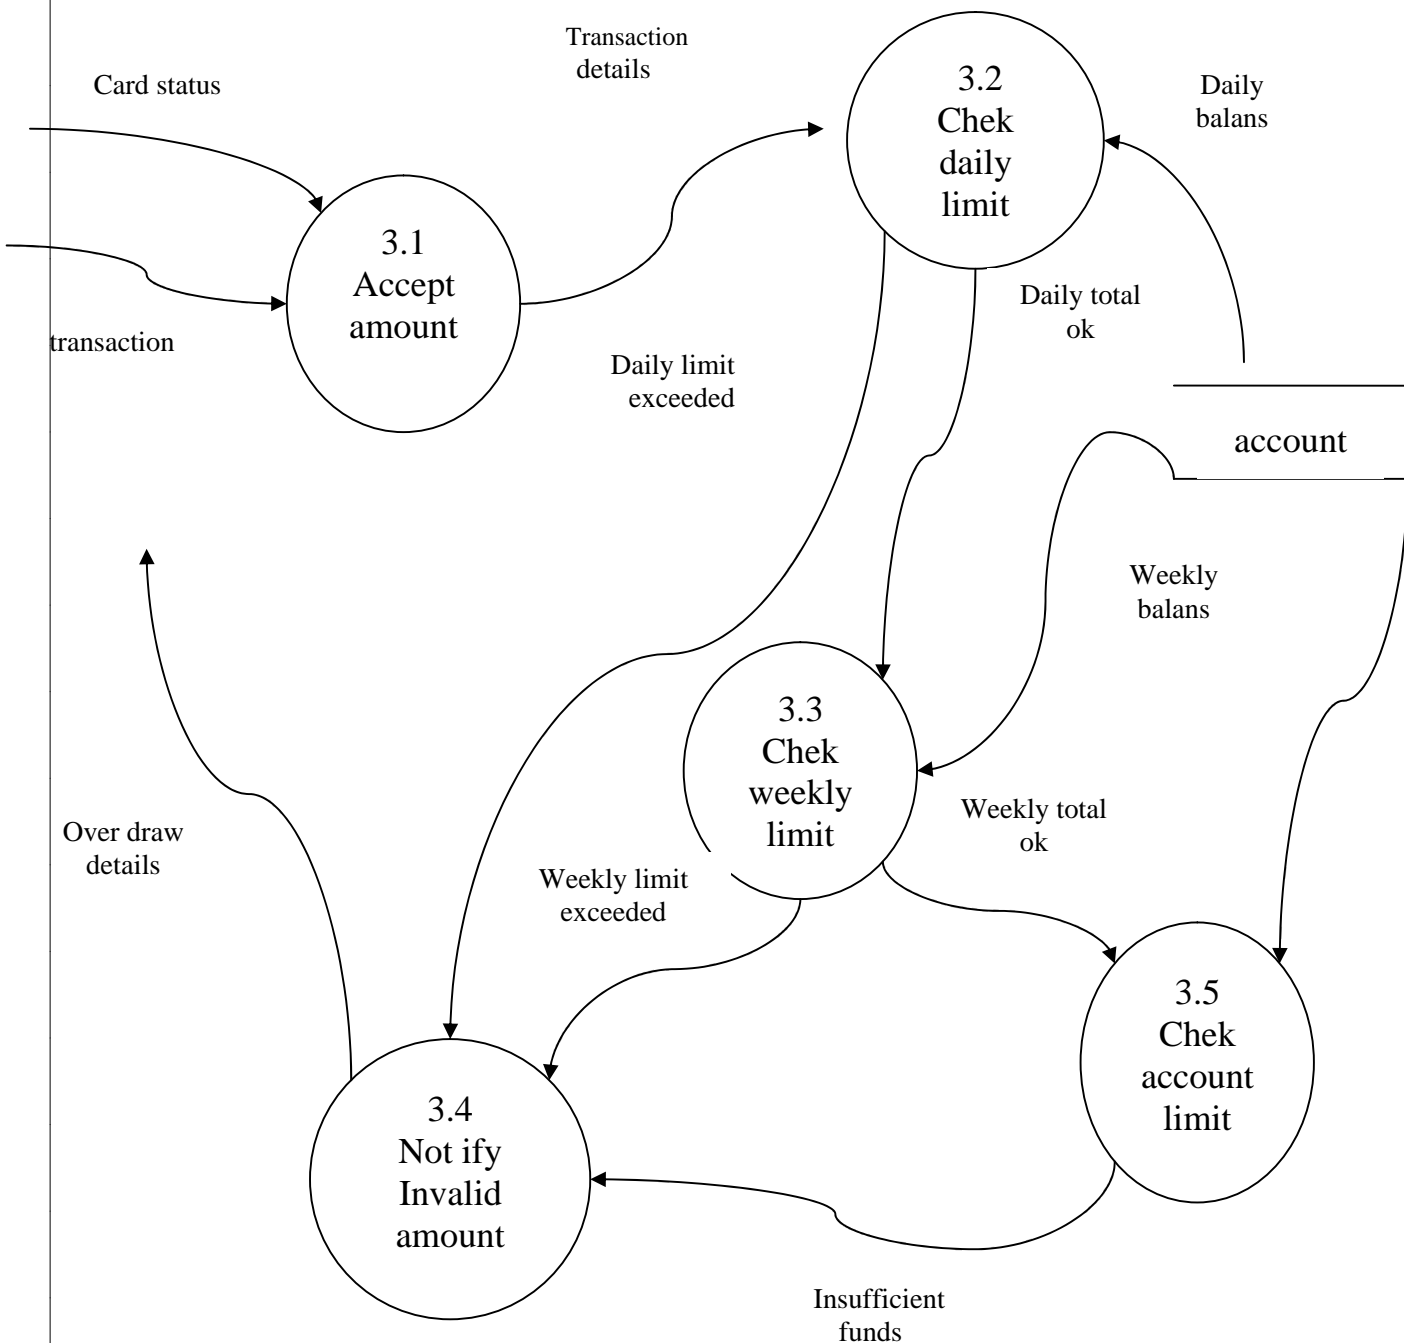 Transaction
details
Card status
3.2
Chek
daily
limit
Daily
balans
3.1
Accept
amount
transaction
Daily total
ok
Daily limit
exceeded
account
Weekly
balans
3.3
Chek
weekly
limit
Weekly total
ok
Over draw
details
Weekly limit
exceeded
3.5
Chek
account
limit
3.4
Not ify
Invalid
amount
Insufficient
funds